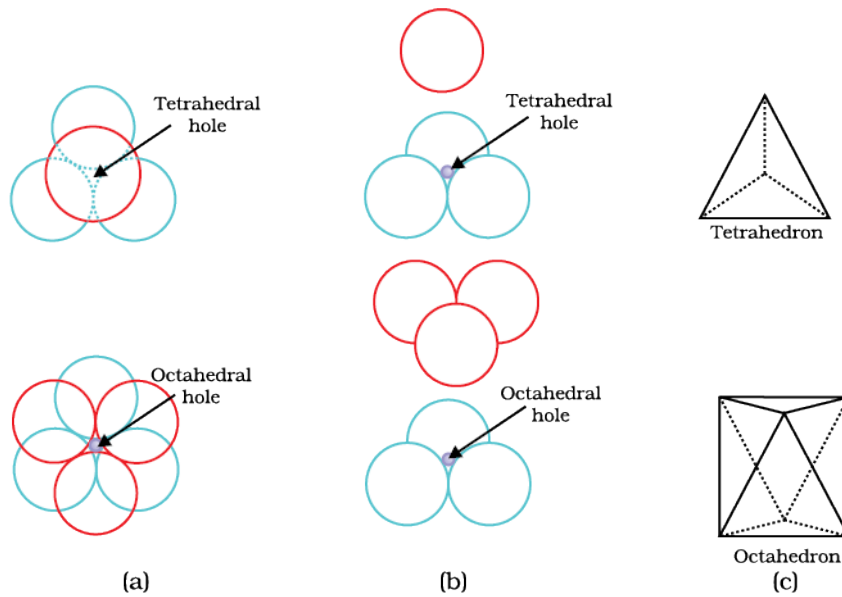 Tetrahedral
hole
Tetrahedral
hole
Tetrahedron
Octahedral
hole
Octahedral
hole
Octahedron
(a)
(b)
(c)